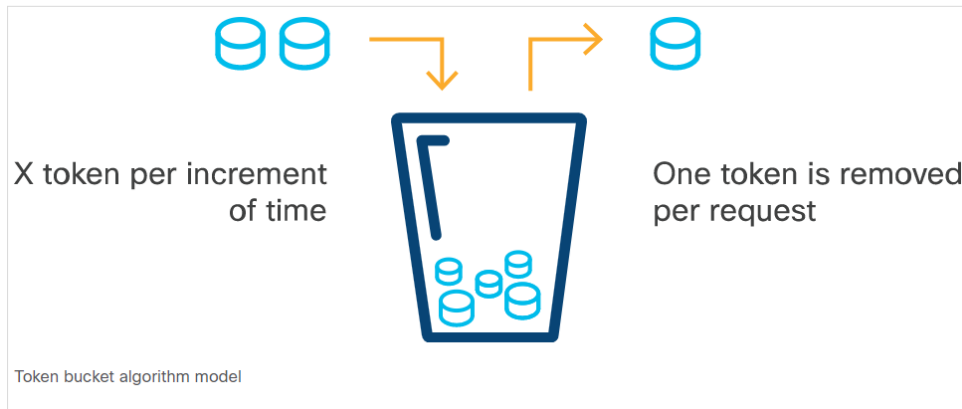 X token per increment
of time
One token is removed
per request
Token bucket algorithm model